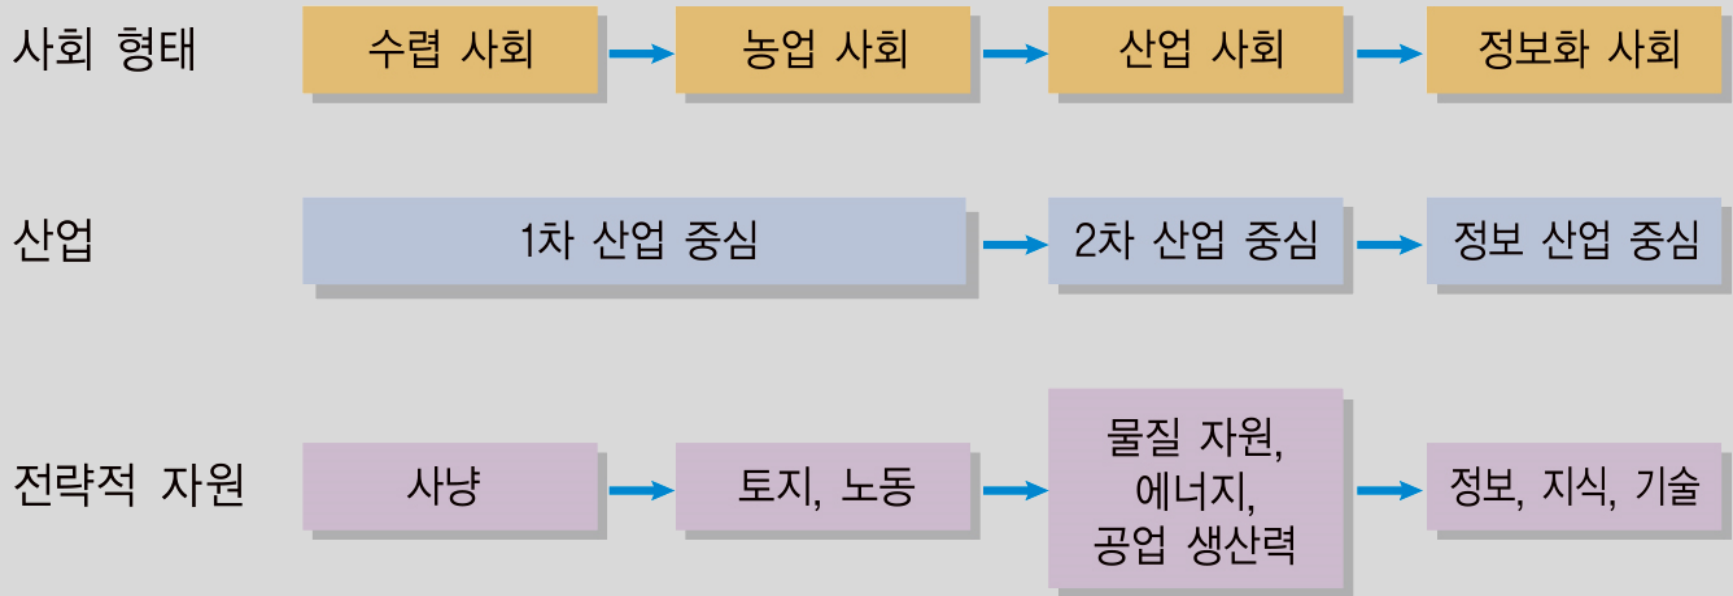 사회 형태 수렵 사회 농업 사회 산업 사회 정보화 사회
산업 1차 산업 중심 2차 산업 중심 정보 산업 중심
전략적 자원 사냥 토지, 노동 물질 자원,
에너지,
공업 생산력 정보, 지식, 기술